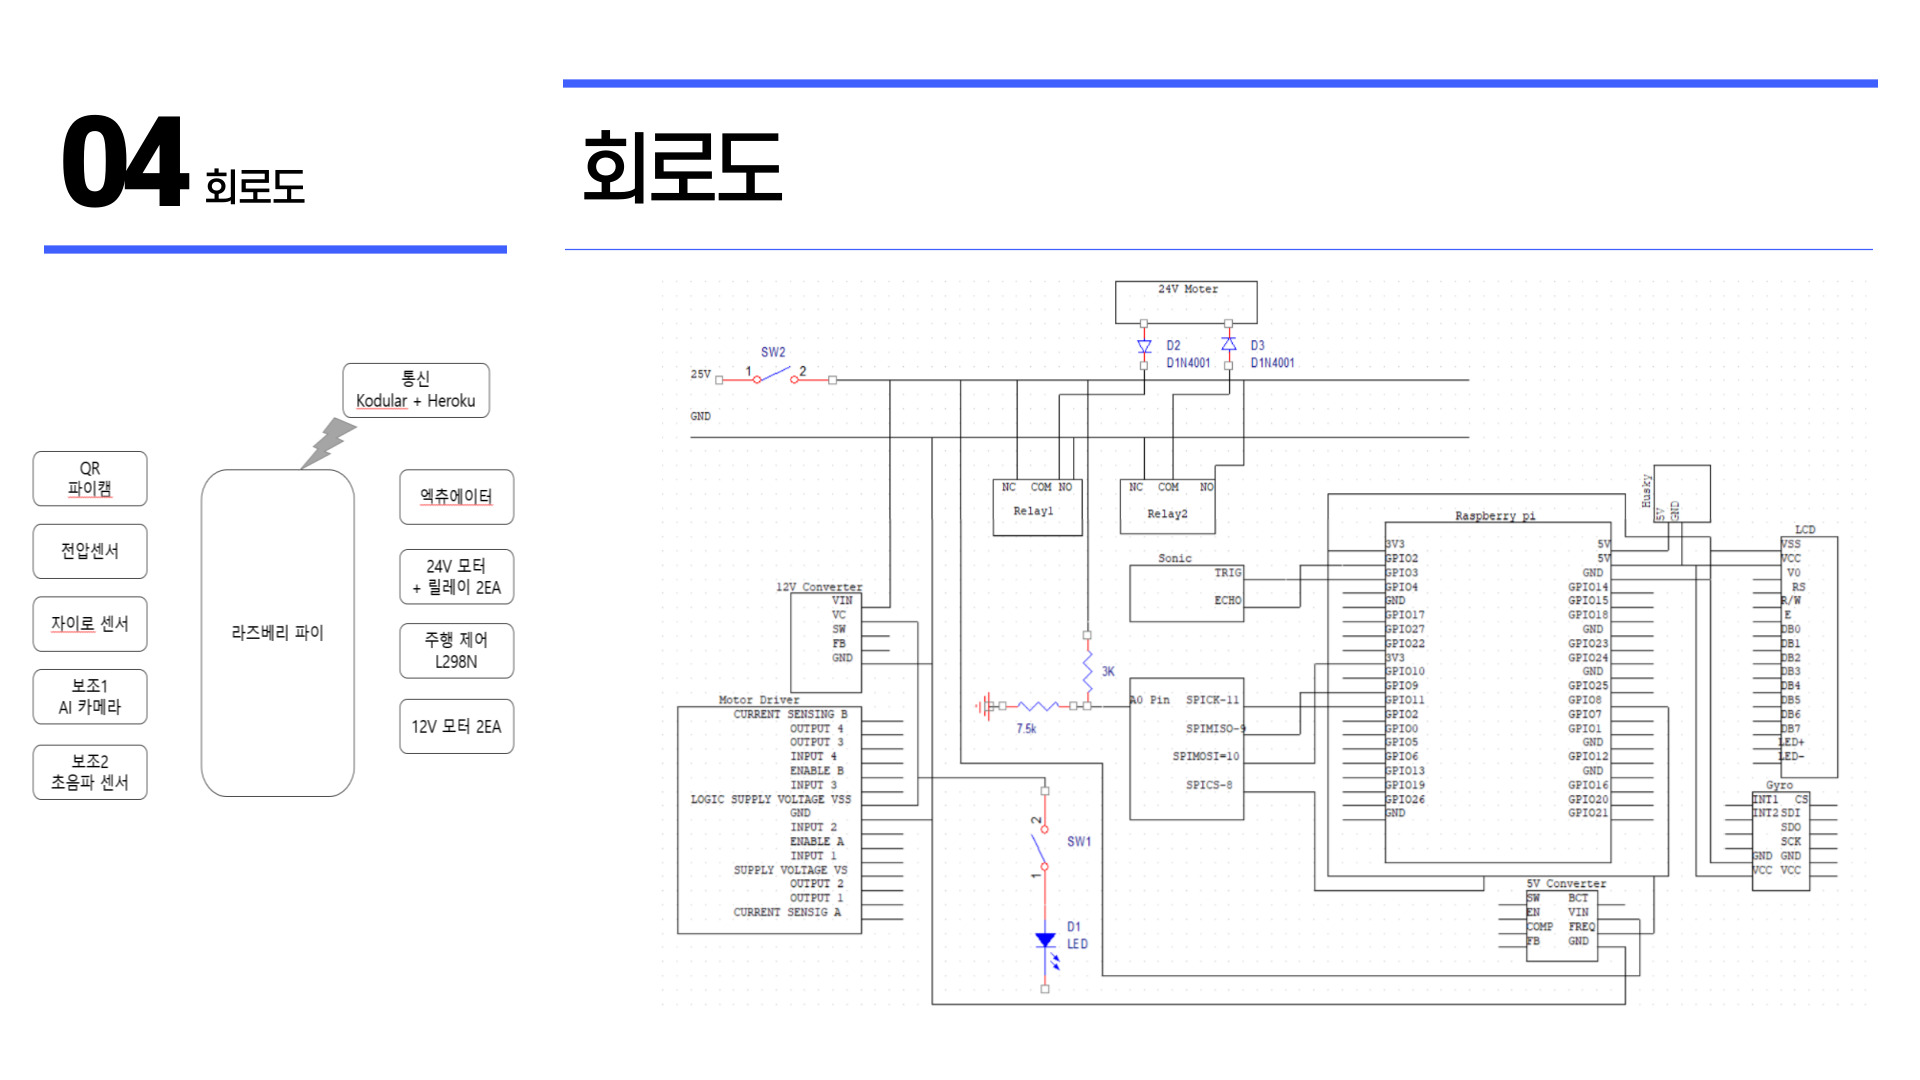 04 회로도
회로도
통신
Kodular + Heroku
QR
파이캠
전압센서
자이로 센서
보조1
AI 카메라
보조2
초음파 센서
라즈베리 파이
엑츄에이터
24V 모터
+ 릴레이 2EA
주행 제어
L298N
12V 모터 2EA
24V Moter
D2
D1N4001
D3
D1N4001
SW2
25V
1
2
GND
NC COM NO
Relay1
NC COM NO
Relay2
Sonic
TRIG
ECHO
12V Converter
VIN
VC
SW
FB
GND
3K
7.5k
A0 Pin
SPICK-11
SPIMISO-9
SPIMOSI=10
SPICS-8
Motor Driver
CURRENT SENSING B
OUTPUT 4
OUTPUT 3
INPUT 4
ENABLE B
INPUT 3
LOGIC SUPPLY VOLTAGE VSS
GND
INPUT 2
ENABLE A
INPUT 1
SUPPLY VOLTAGE VS
OUTPUT 2
OUTPUT 1
CURRENT SENSIG A
2
SW1
1
D1
LED
Raspberry pi
3V3
GPIO2
GPIO3
GPIO4
GND
GPIO17
GPIO27
GPIO22
3V3
GPIO10
GPIO9
GPIO11
GPIO2
GPIO0
GPIO5
GPIO6
GPIO13
GPIO19
GPIO26
GND
5V
5V
GND
GPIO14
GPIO15
GPIO18
GND
GPIO23
GPIO24
GND
GPIO25
GPIO8
GPIO7
GPIO1
GND
GPIO12
GND
GPIO16
GPIO20
GPIO21
Husky
5V
GND
LCD
VSS
VCC
V0
RS
R/W
E
DB0
DB1
DB2
DB3
DB4
DB5
DB6
DB7
LED+
LED-
Gyro
INT1 CS
INT2 SDI
SDO
SCK
GND GND
VCC VCC
5V Converter
SW BCT
EN VIN
COMP FREQ
FB GND